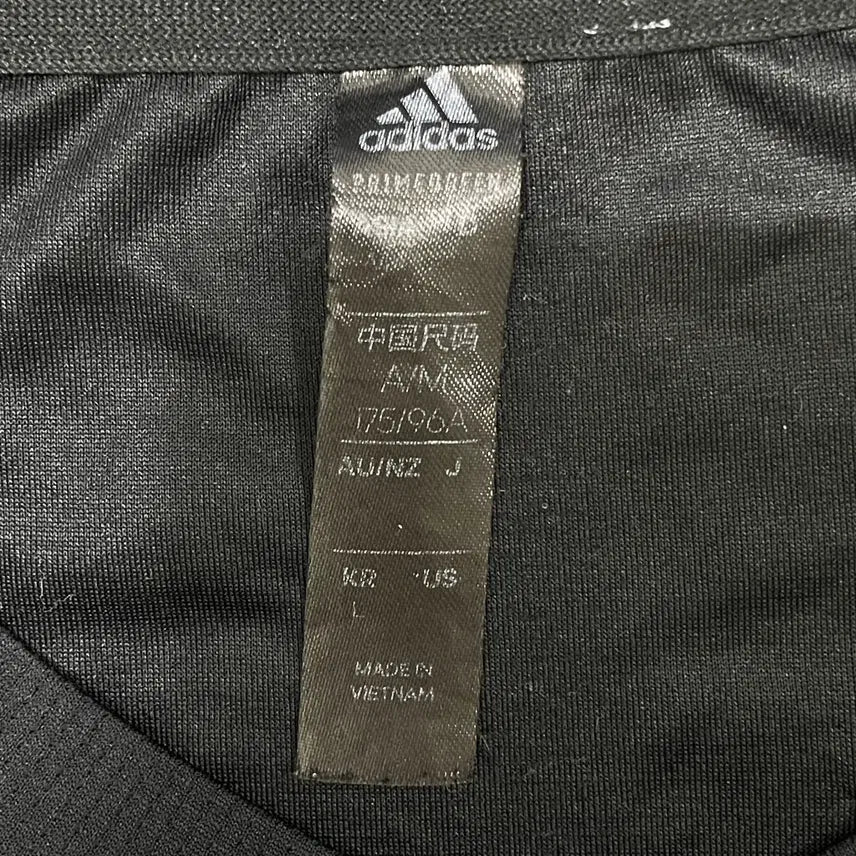 adidas
PRIMEGREEN
中国尺码
A/M
175/96A
AU/NZ J
KR US
L
MADE IN
VIETNAM